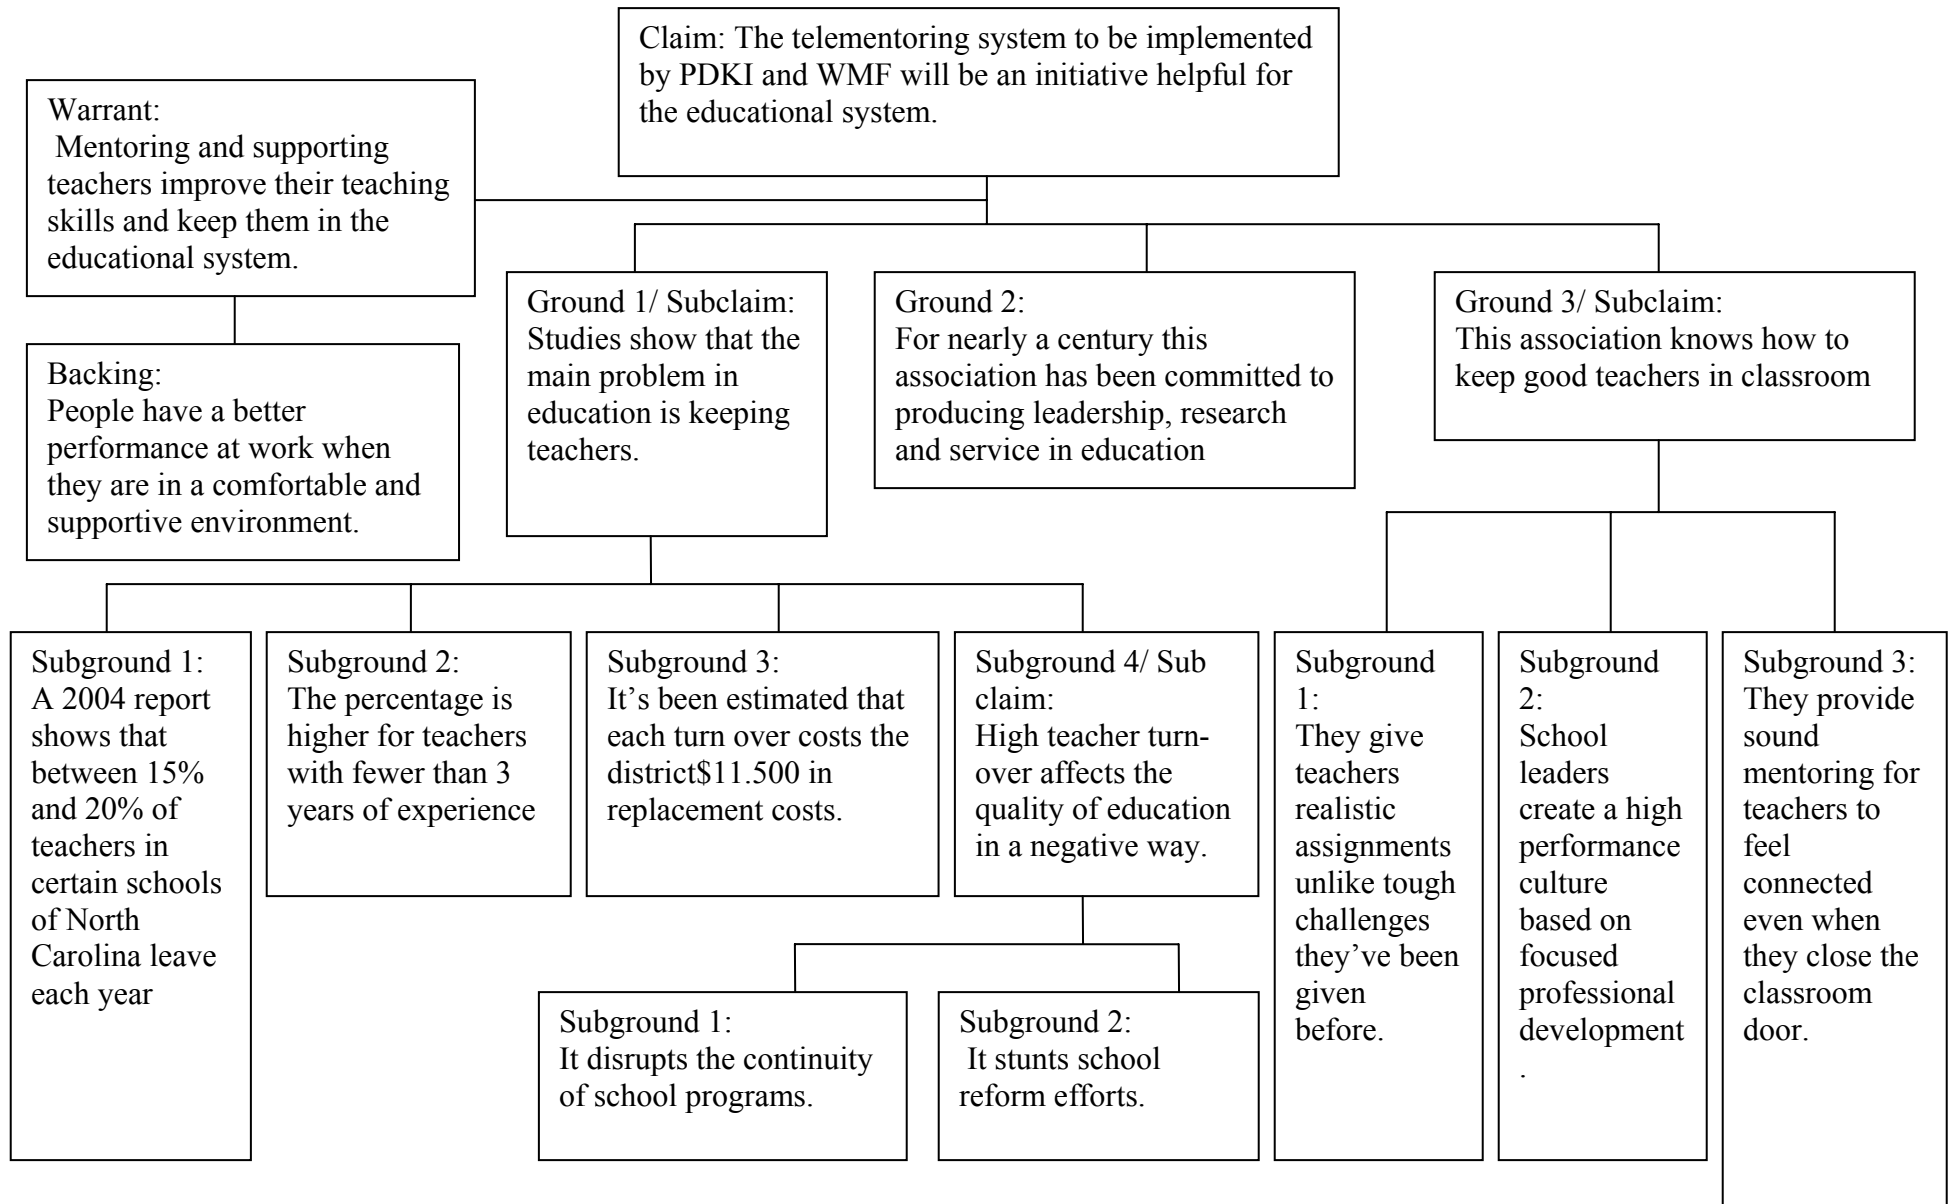 Claim: The telementoring system to be implemented
by PDKI and WMF will be an initiative helpful for
the educational system.
Warrant:
Mentoring and supporting
teachers improve their teaching
skills and keep them in the
educational system.
Backing:
People have a better
performance at work when
they are in a comfortable and
supportive environment.
Ground 1/ Subclaim:
Studies show that the
main problem in
education is keeping
teachers.
Ground 2:
For nearly a century this
association has been committed to
producing leadership, research
and service in education
Ground 3/ Subclaim:
This association knows how to
keep good teachers in classroom
Subground 1:
A 2004 report
shows that
between 15%
and 20% of
teachers in
certain schools
of North
Carolina leave
each year
Subground 2:
The percentage is
higher for teachers
with fewer than 3
years of experience
Subground 3:
It’s been estimated that
each turn over costs the
district$11.500 in
replacement costs.
Subground 4/ Sub
claim:
High teacher turn-
over affects the
quality of education
in a negative way.
Subground 1:
It disrupts the continuity
of school programs.
Subground 2:
It stunts school
reform efforts.
Subground
1:
They give
teachers
realistic
assignments
unlike tough
challenges
they’ve been
given
before.
Subground
2:
School
leaders
create a high
performance
culture
based on
focused
professional
development
.
Subground 3:
They provide
sound
mentoring for
teachers to
feel
connected
even when
they close the
classroom
door.